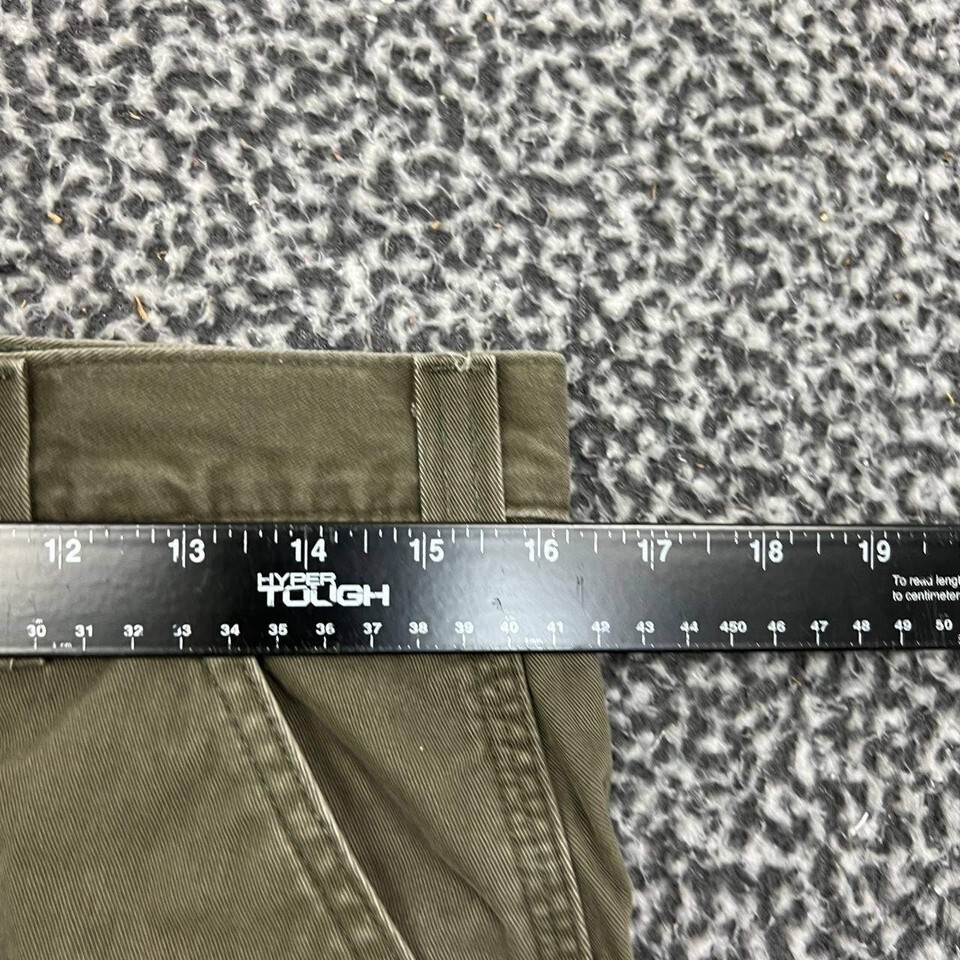 12 13 14 15 16 17 18 19
HYPER
TOUGH
To read length
to centimeter
30 31 32 33 34 35 36 37 38 39 40 41 42 43 44 450 46 47 48 49 50